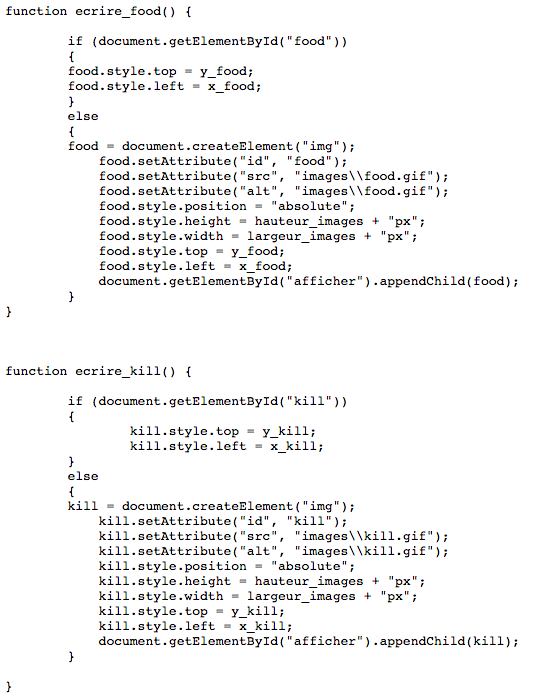 function ecrire_food() {
if (document.getElementById("food"))
{
food.style.top = y_food;
food.style.left = x_food;
}
else
{
food = document.createElement("img");
food.setAttribute("id", "food");
food.setAttribute("src", "images\\food.gif");
food.setAttribute("alt", "images\\food.gif");
food.style.position = "absolute";
food.style.height = hauteur_images + "px";
food.style.width = largeur_images + "px";
food.style.top = y_food;
food.style.left = x_food;
document.getElementById("afficher").appendChild(food);
}
}
function ecrire_kill() {
if (document.getElementById("kill"))
{
kill.style.top = y_kill;
kill.style.left = x_kill;
}
else
{
kill = document.createElement("img");
kill.setAttribute("id", "kill");
kill.setAttribute("src", "images\\kill.gif");
kill.setAttribute("alt", "images\\kill.gif");
kill.style.position = "absolute";
kill.style.height = hauteur_images + "px";
kill.style.width = largeur_images + "px";
kill.style.top = y_kill;
kill.style.left = x_kill;
document.getElementById("afficher").appendChild(kill);
}
}